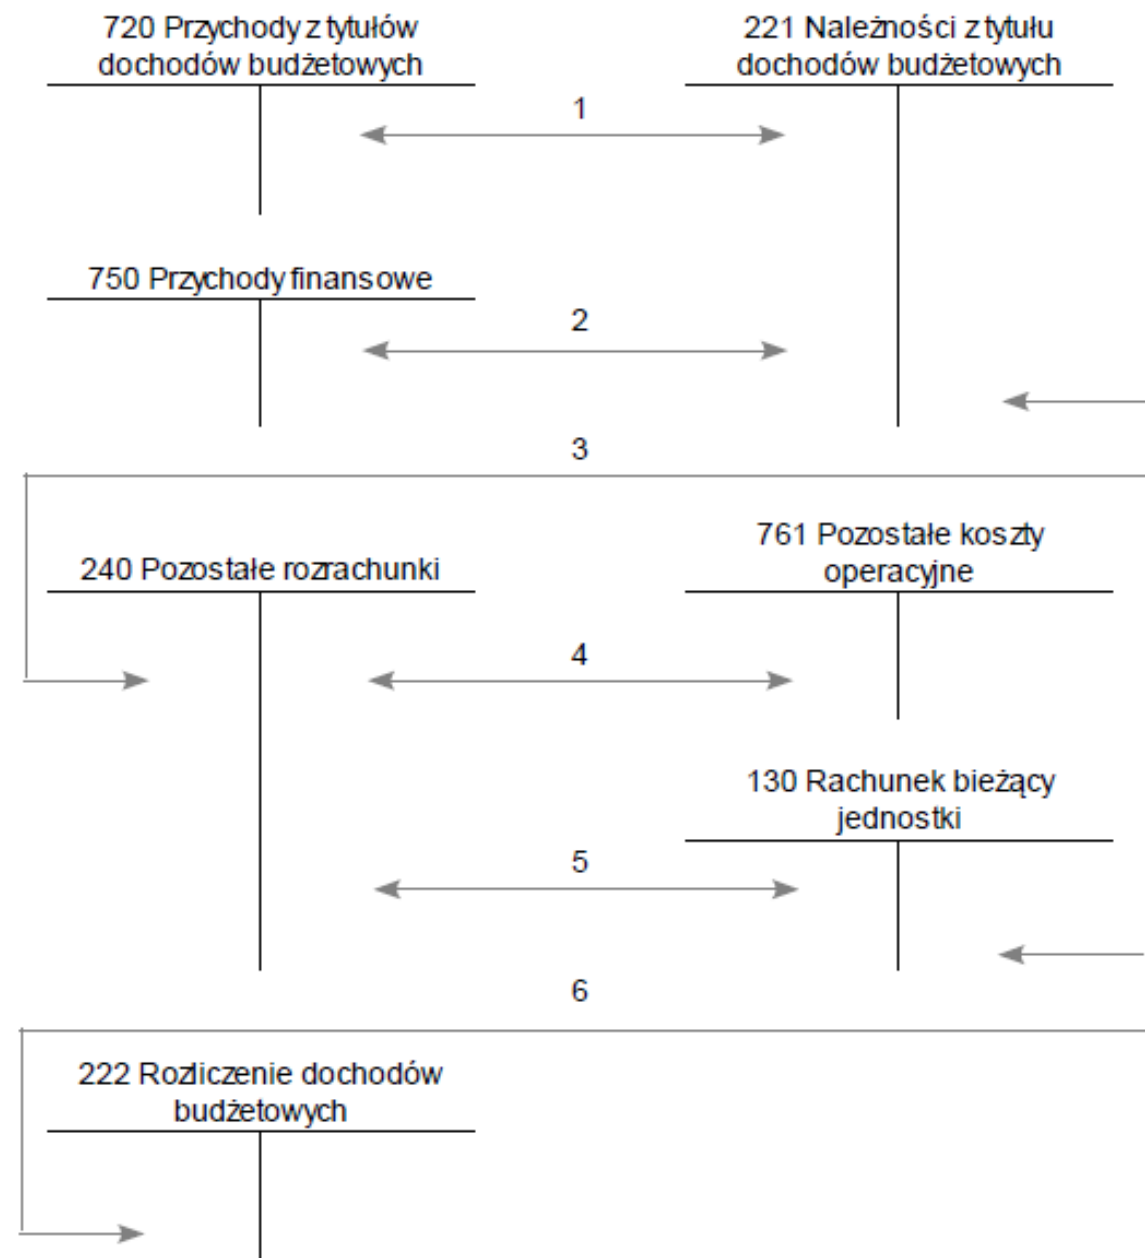 720 Przychody z tytułów
dochodów budżetowych
221 Należności z tytułu
dochodów budżetowych
1
750 Przychody finansowe
2
3
240 Pozostałe rozrachunki
761 Pozostałe koszty
operacyjne
4
130 Rachunek bieżący
jednostki
5
6
222 Rozliczenie dochodów
budżetowych